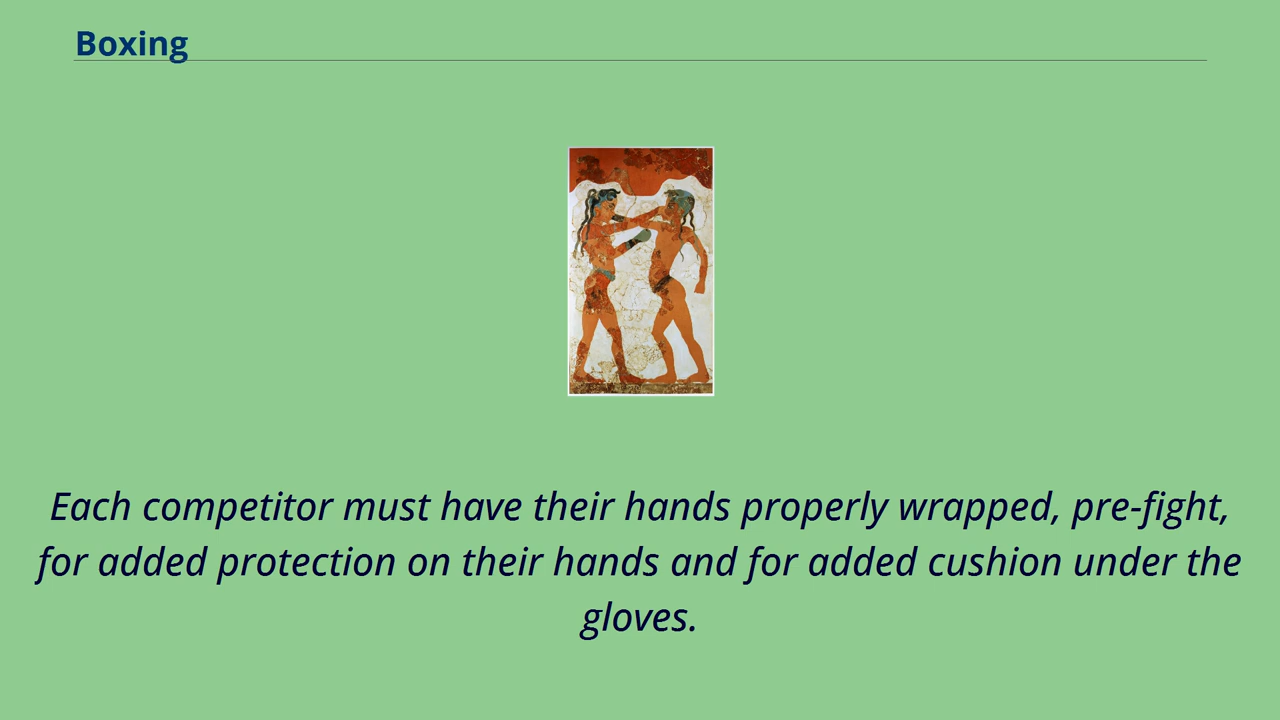 Boxing
Each competitor must have their hands properly wrapped, pre-fight,
for added protection on their hands and for added cushion under the
gloves.